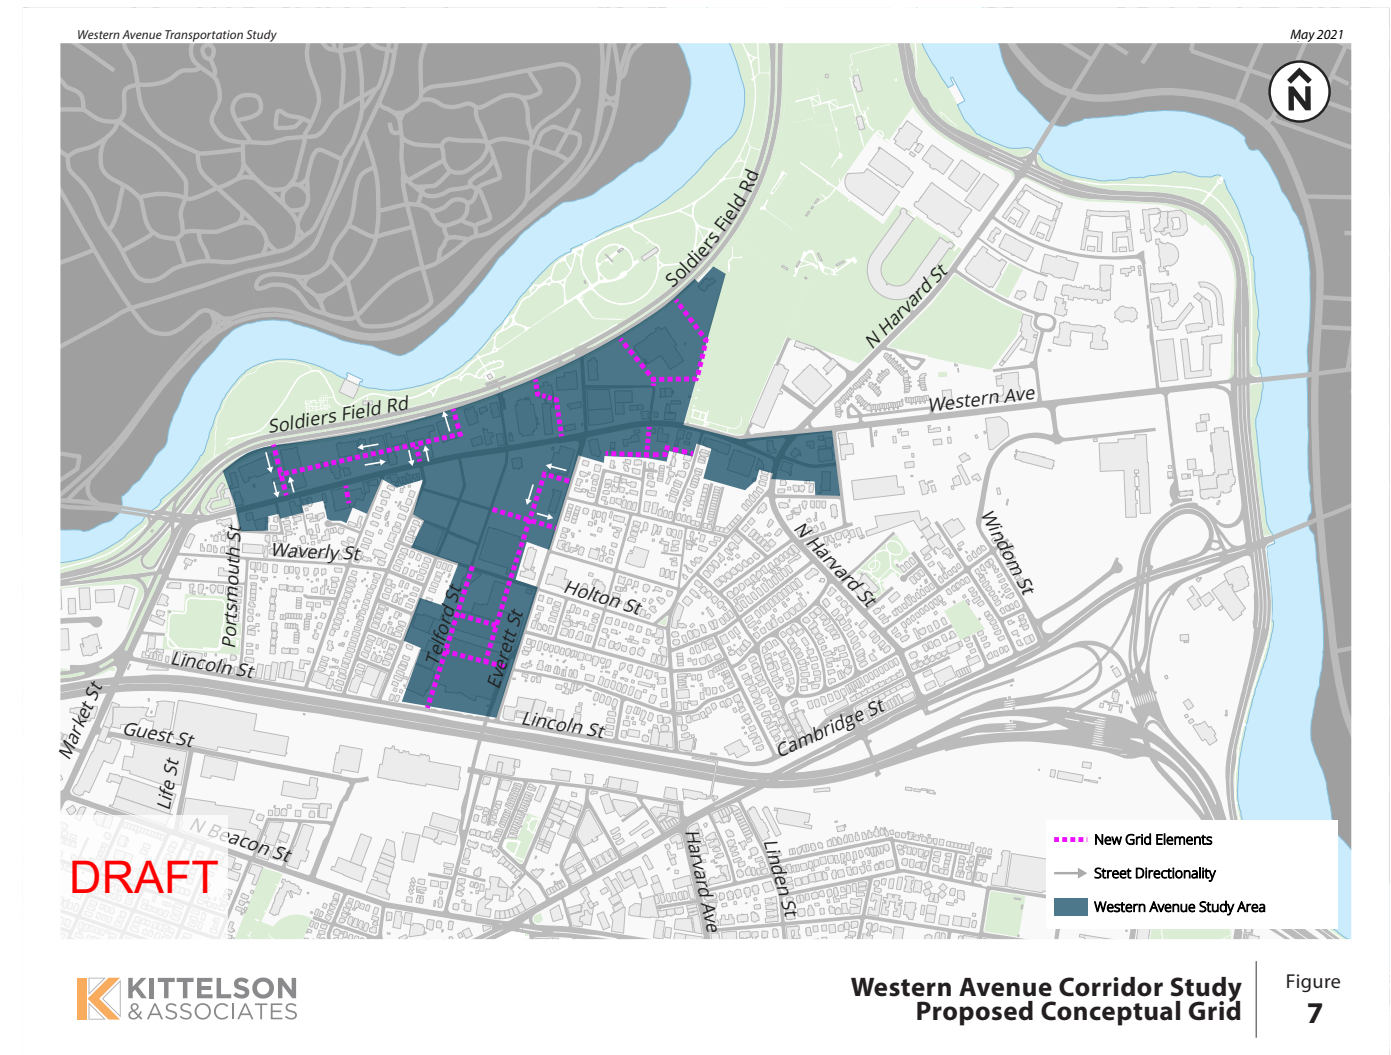 Western Avenue Transportation Study
May 2021
N
Soldiers Field Rd
Soldiers Field Rd
N Harvard St
Western Ave
Portsmouth St
Waverly St
Telford St
Everett St
Holton St
N Harvard St
Windom St
Lincoln St
Lincoln St
Market St
Guest St
Life St
N Beacon St
Cambridge St
Harvard Ave
Linden St
DRAFT
New Grid Elements
Street Directionality
Western Avenue Study Area
KITTELSON
& ASSOCIATES
Western Avenue Corridor Study
Proposed Conceptual Grid
Figure
7